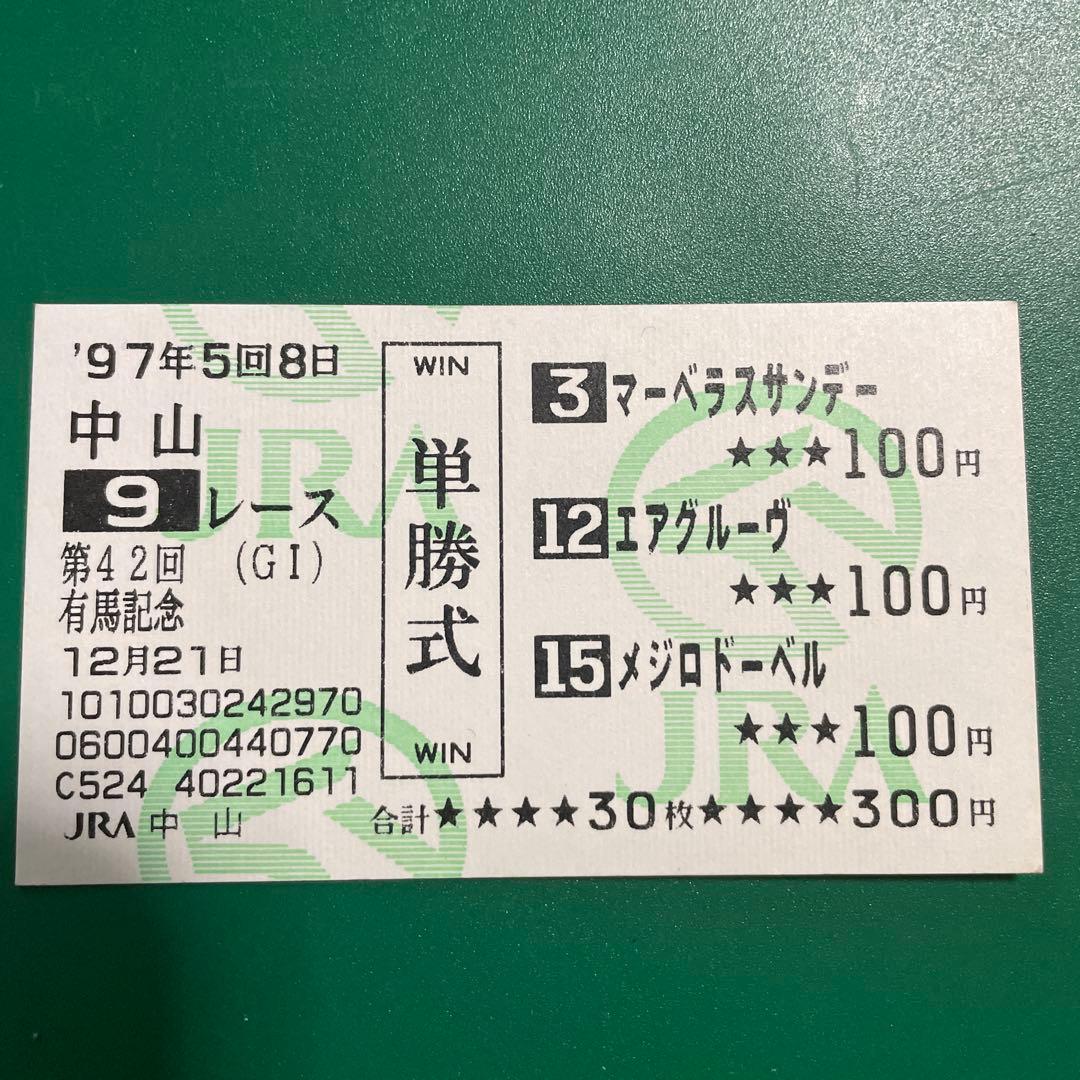 '97年5回8日
中山
9 レース
第42回 (GI)
有馬記念
12月21日
1010030242970
0600400440770
C524 40221611
JRA 中 山
WIN
単勝式
WIN
3 マーベラスサンデー
★★★100円
12 エアグルーヴ
★★★100円
15 メジロドーベル
★★★100円
合計★★★★30枚★★★★300円
JRA
JRA